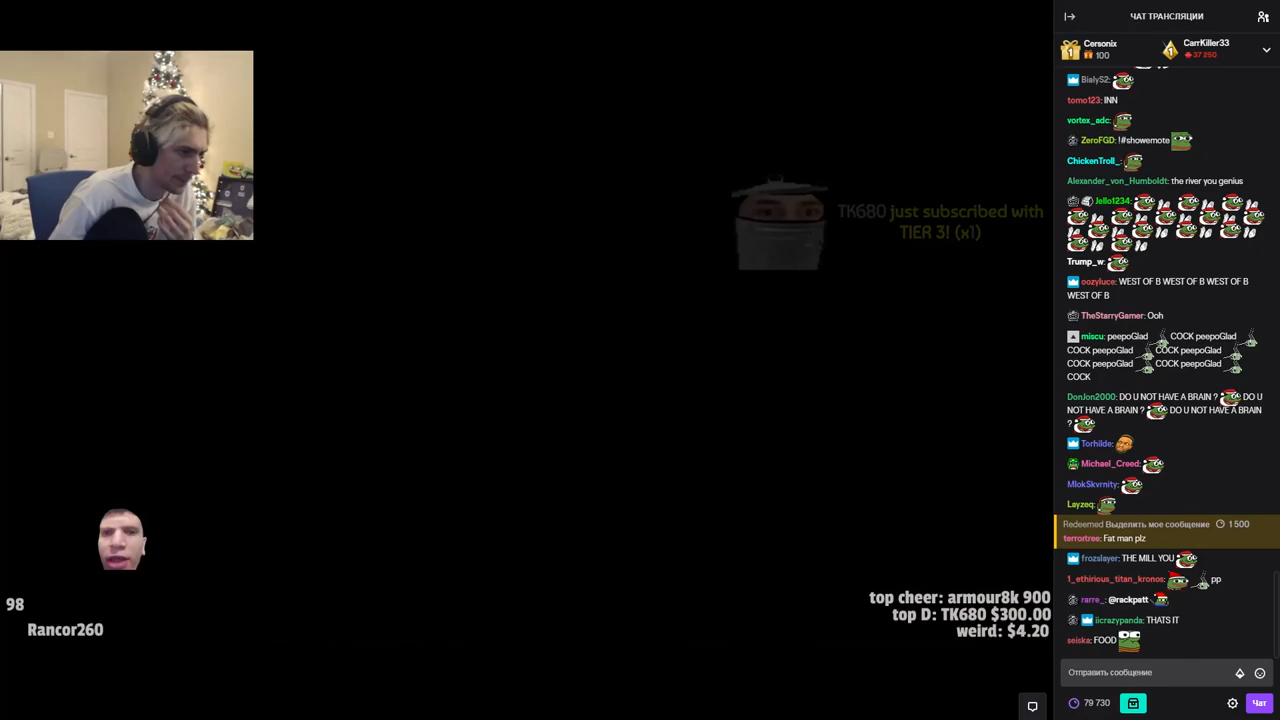 ЧАТ ТРАНСЛЯЦИИ
Cersonix
100
CarrKiller33
37 250
BialyS2:
tomo123: INN
vortex_adc:
ZeroFGD: !#showemote
ChickenTroll_:
Alexander_von_Humboldt: the river you genius
Jello1234:
Trump_w:
oozyluce: WEST OF B WEST OF B WEST OF B
WEST OF B
TheStarryGamer: Ooh
miscu: peepoGlad COCK peepoGlad
COCK peepoGlad COCK peepoGlad
COCK peepoGlad COCK peepoGlad
COCK
DonJon2000: DO U NOT HAVE A BRAIN ? DO U
NOT HAVE A BRAIN ? DO U NOT HAVE A BRAIN
?
Torhilde:
Michael_Creed:
MlokSkvrnity:
Layzeq:
Redeemed Выделить мое сообщение 1 500
terrortree: Fat man plz
frozslayer: THE MILL YOU
1_ethirious_titan_kronos: pp
rarre_: @rackpatt
iicrazypanda: THATS IT
seiska: FOOD
Отправить сообщение
79 730
Чат
TK680 just subscribed with
TIER 3! (x1)
98
Rancor260
top cheer: armour8k 900
top D: TK680 $300.00
weird: $4.20